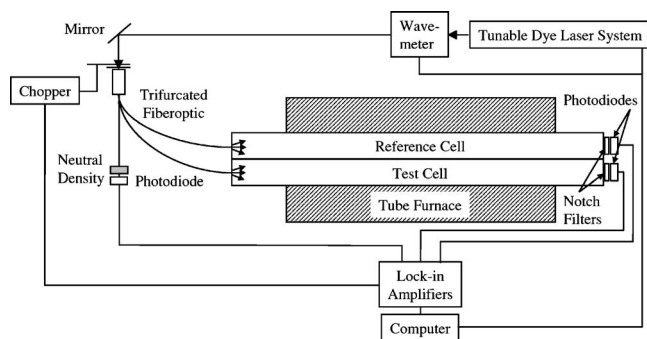 Mirror
Wave-
meter
Tunable Dye Laser System
Chopper
Trifurcated
Fiberoptic
Photodiodes
Reference Cell
Neutral
Density
Photodiode
Test Cell
Tube Furnace
Notch
Filters
Lock-in
Amplifiers
Computer